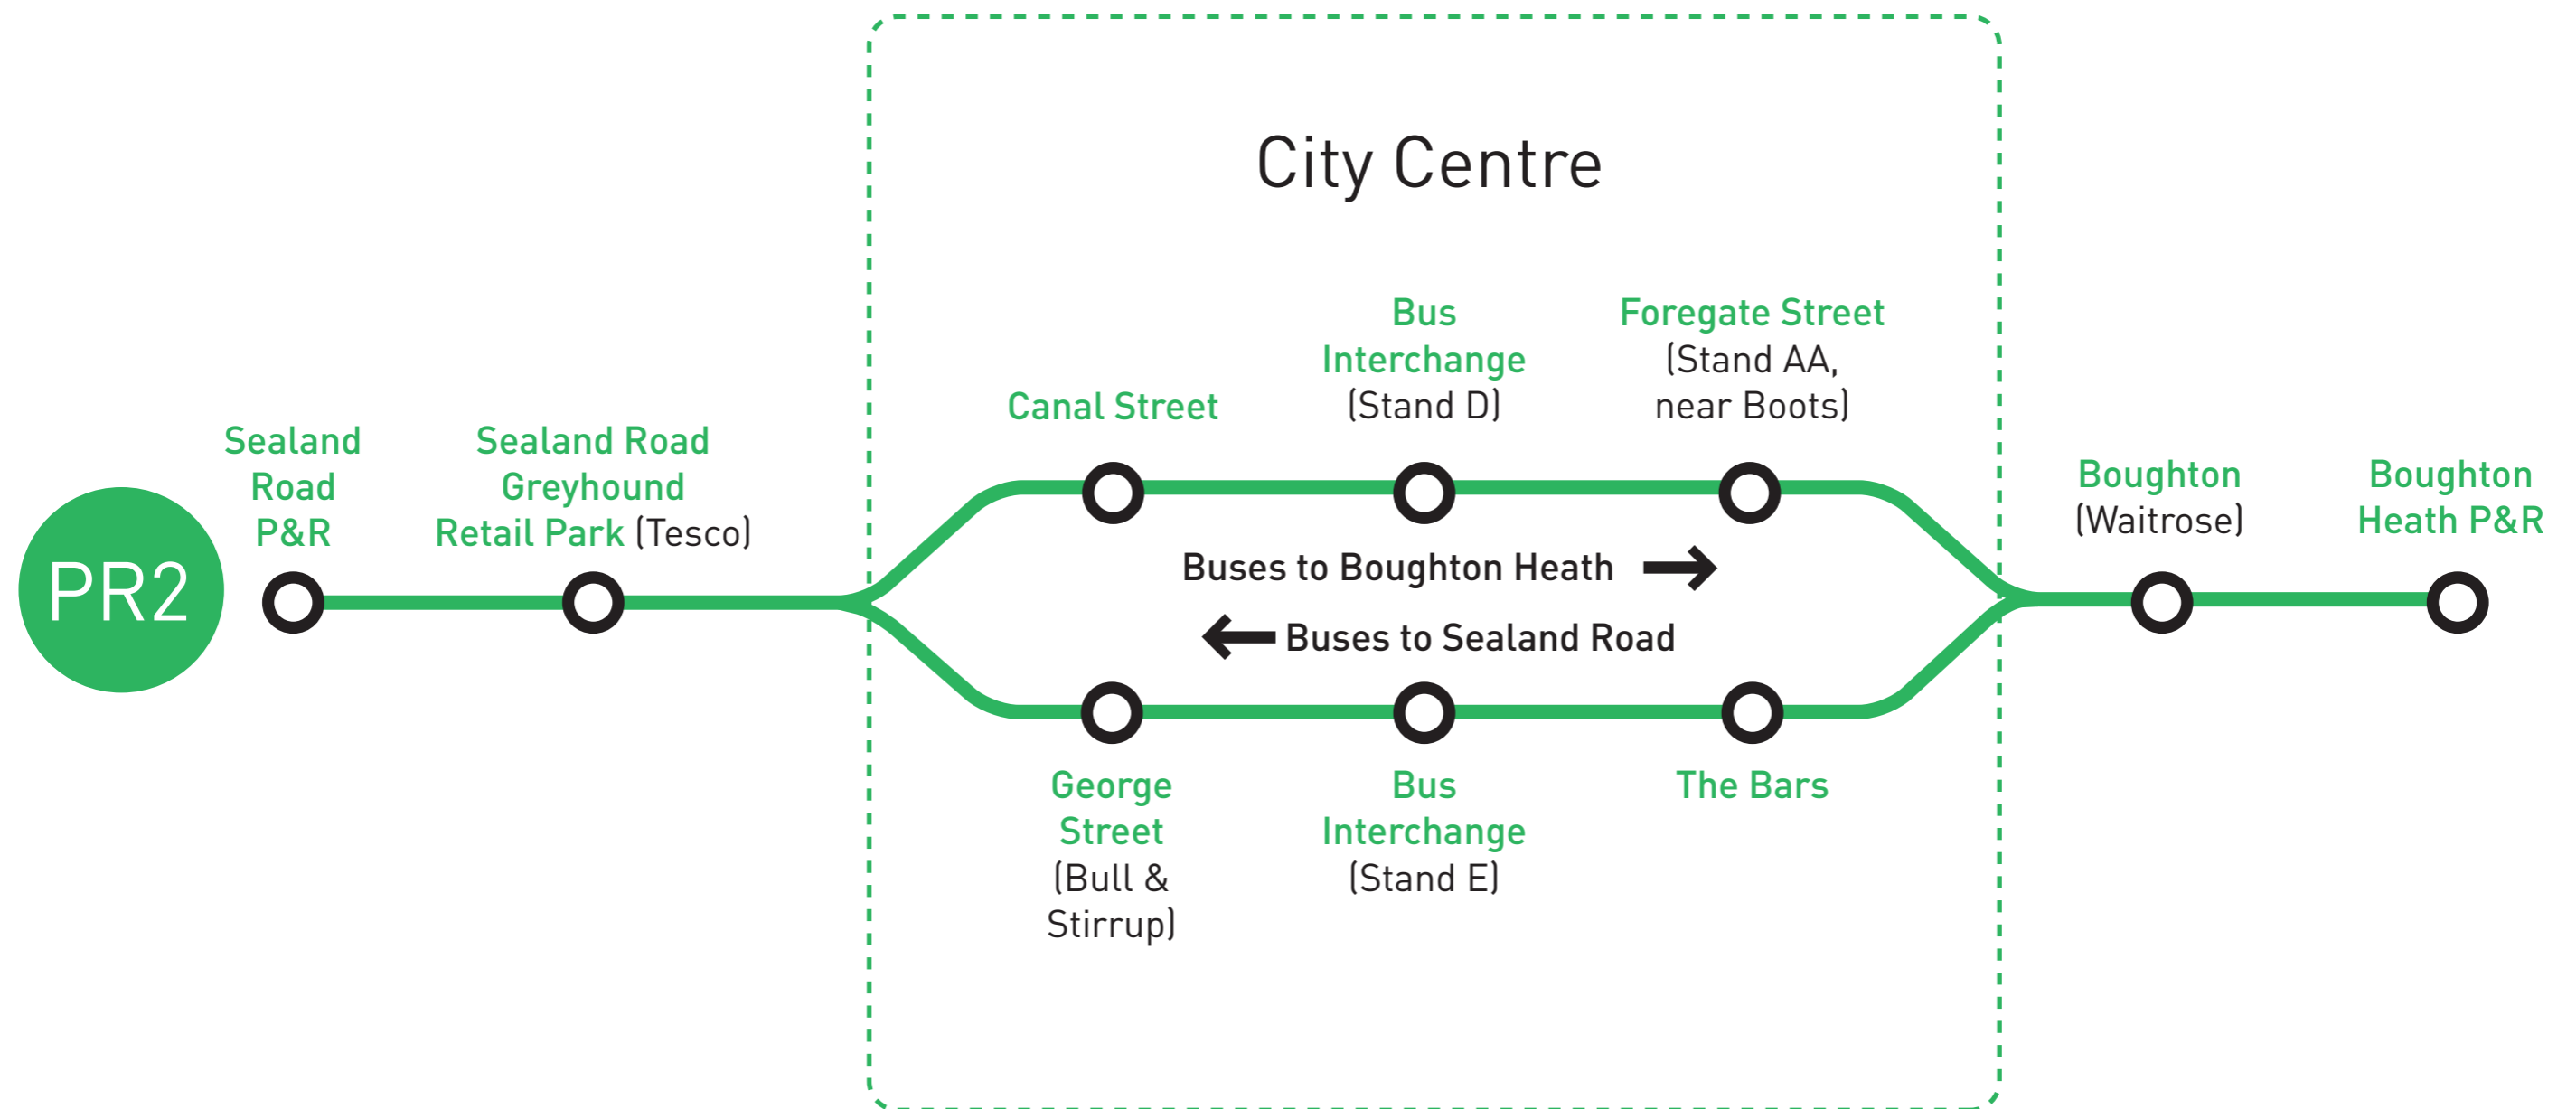 City Centre
PR2
Sealand
Road
P&R
Sealand Road
Greyhound
Retail Park (Tesco)
Canal Street
Bus
Interchange
(Stand D)
Foregate Street
(Stand AA,
near Boots)
Buses to Boughton Heath
Buses to Sealand Road
George
Street
(Bull &
Stirrup)
Bus
Interchange
(Stand E)
The Bars
Boughton
(Waitrose)
Boughton
Heath P&R